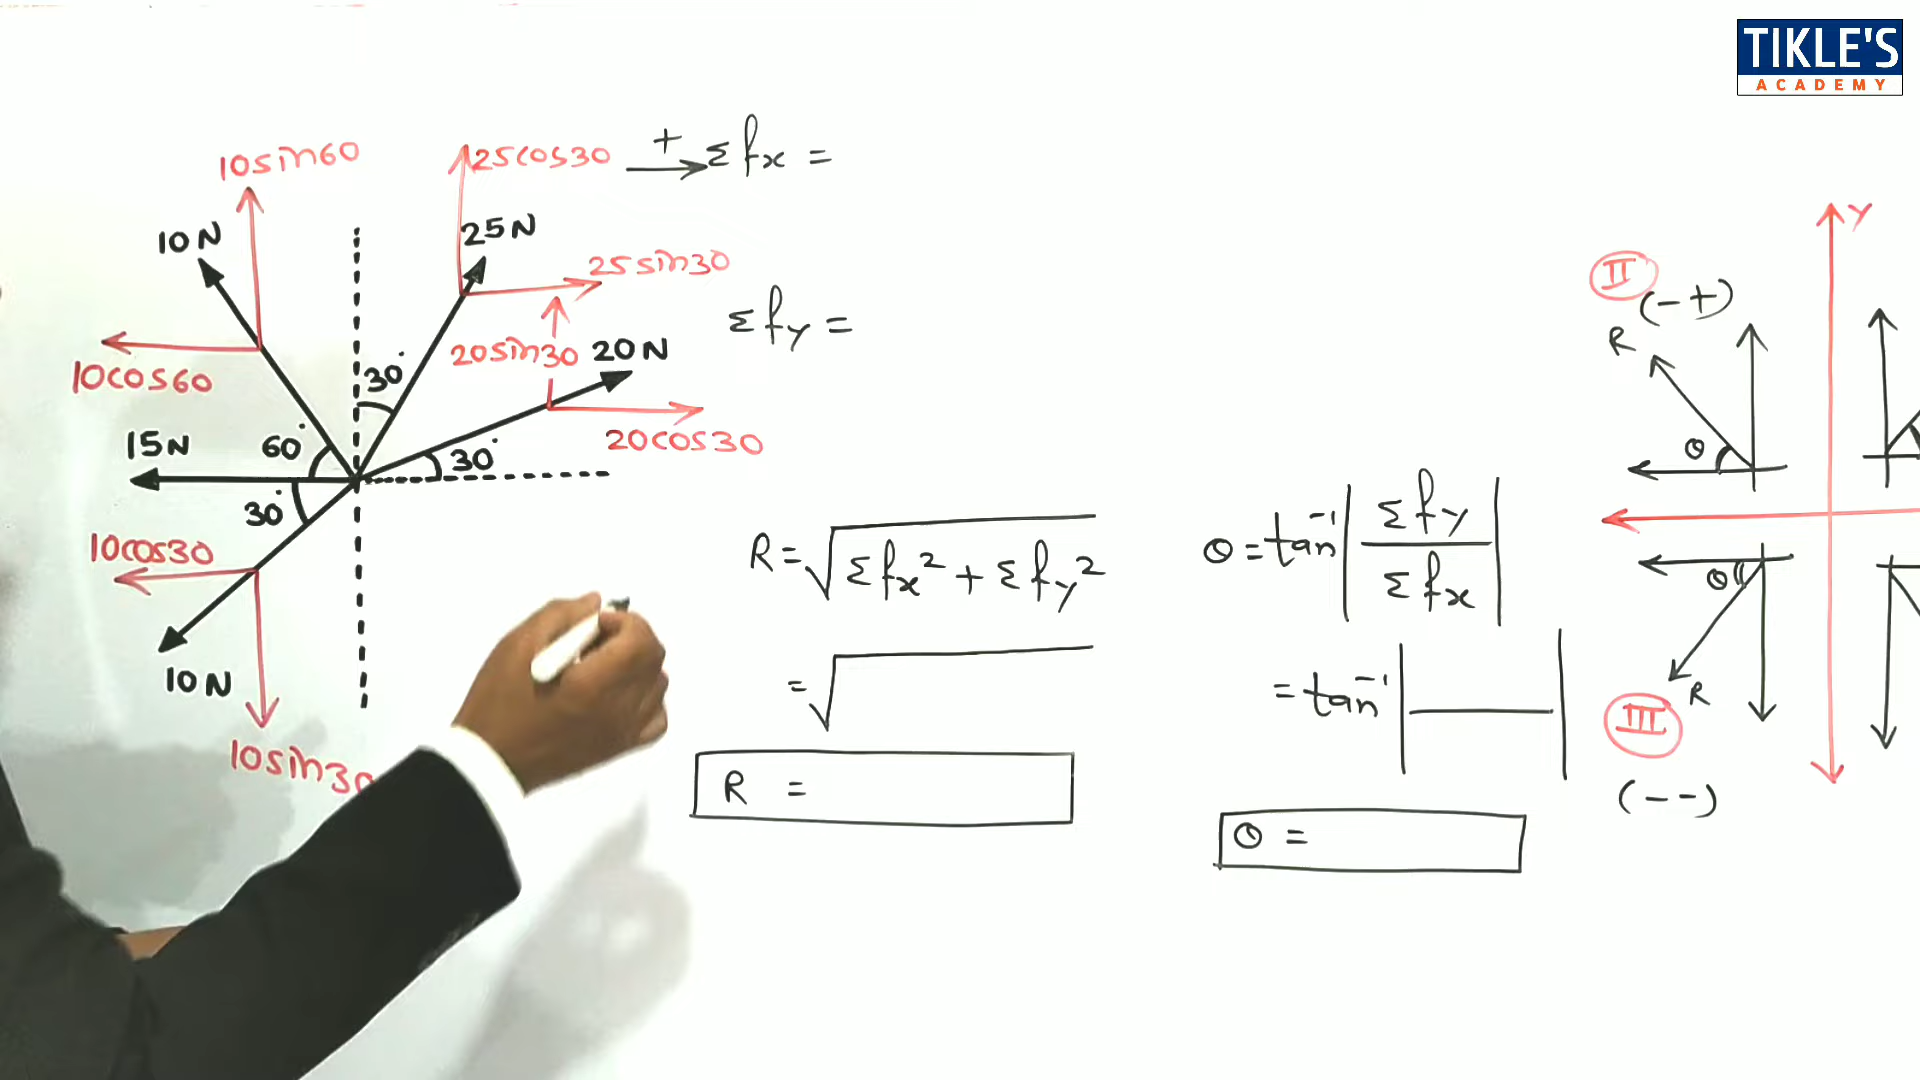 TIKLE'S
ACADEMY
10sin60
25cos30
+
Σfx =
10N
25N
25sin30
Σfy =
20sin30
20N
10cos60
30°
20cos30
15N
60°
30°
30°
10cos30
10N
10sin30
R = √Σfx² + Σfy²
= √
R =
θ = tan⁻¹ | Σfy / Σfx |
= tan⁻¹ | — |
θ =
Y
II
(- +)
R
θ
θ
R
III
(- -)